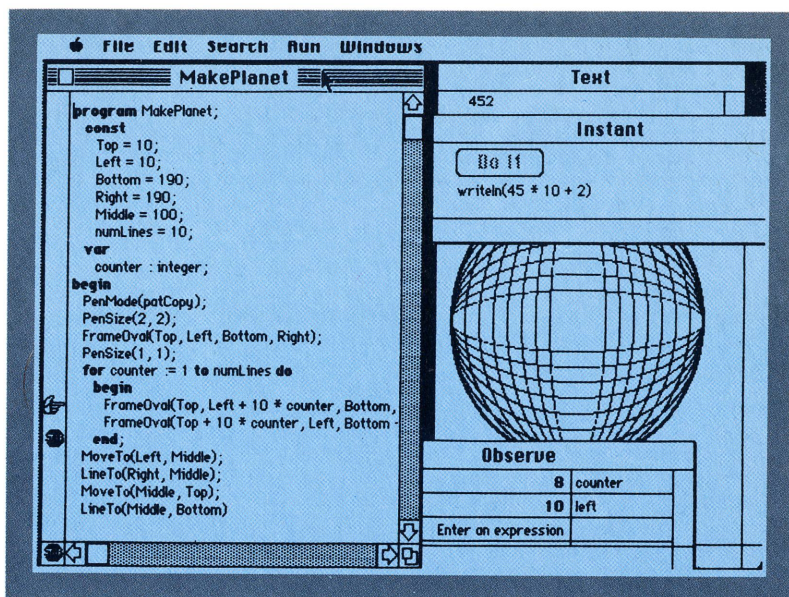 File Edit Search Run Windows
MakePlanet
program MakePlanet;
const
Top = 10;
Left = 10;
Bottom = 190;
Right = 190;
Middle = 100;
numLines = 10;
var
counter : integer;
begin
PenMode(patCopy);
PenSize(2, 2);
FrameOval(Top, Left, Bottom, Right);
PenSize(1, 1);
for counter := 1 to numLines do
begin
FrameOval(Top, Left + 10 * counter, Bottom,
FrameOval(Top + 10 * counter, Left, Bottom -
end;
MoveTo(Left, Middle);
LineTo(Right, Middle);
MoveTo(Middle, Top);
LineTo(Middle, Bottom)
Text
452
Instant
Do It
writeln(45 * 10 + 2)
Observe
8 counter
10 left
Enter an expression